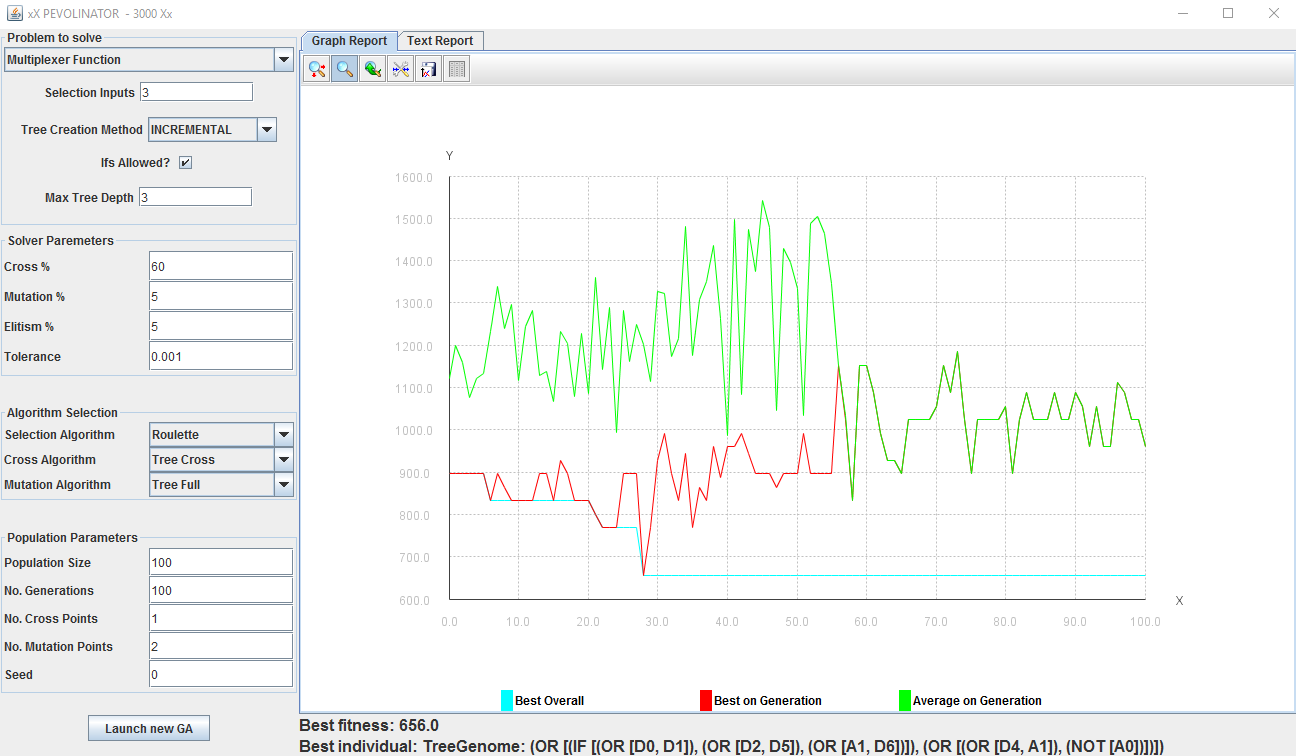 xX PEVOLINATOR - 3000 Xx
Problem to solve
Multiplexer Function
Selection Inputs 3
Tree Creation Method INCREMENTAL
Ifs Allowed?
Max Tree Depth 3
Solver Paremeters
Cross % 60
Mutation % 5
Elitism % 5
Tolerance 0.001
Algorithm Selection
Selection Algorithm Roulette
Cross Algorithm Tree Cross
Mutation Algorithm Tree Full
Population Parameters
Population Size 100
No. Generations 100
No. Cross Points 1
No. Mutation Points 2
Seed 0
Launch new GA
Graph Report Text Report
Y
1600.0
1500.0
1400.0
1300.0
1200.0
1100.0
1000.0
900.0
800.0
700.0
600.0
X
0.0 10.0 20.0 30.0 40.0 50.0 60.0 70.0 80.0 90.0 100.0
Best Overall Best on Generation Average on Generation
Best fitness: 656.0
Best individual: TreeGenome: (OR [(IF [(OR [D0, D1]), (OR [D2, D5]), (OR [A1, D6])]), (OR [(OR [D4, A1]), (NOT [A0])])])